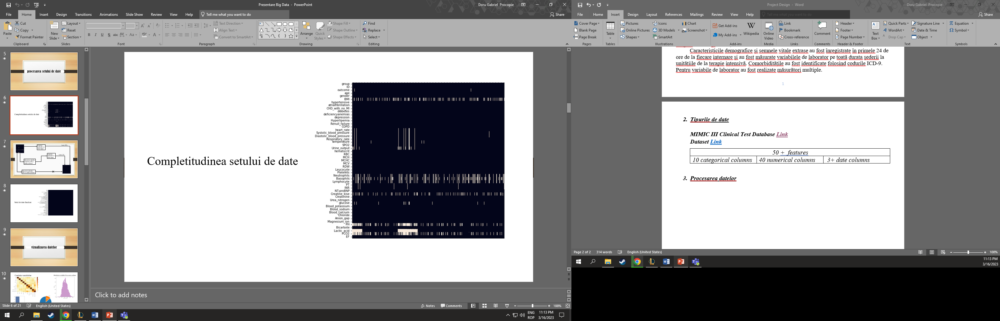 Prezentare Big Data - PowerPoint
Doru Gabriel Procopie
File Home Insert Design Transitions Animations Slide Show Review View Help Tell me what you want to do
Share
Paste
Cut
Copy
Format Painter
Clipboard
New Slide
Layout
Reset
Section
Slides
Font
Text Direction
Align Text
Convert to SmartArt
Paragraph
Arrange
Quick Styles
Shape Fill
Shape Outline
Shape Effects
Drawing
Find
Replace
Select
Editing
5
procesarea setului de date
6
Completitudinea setului de date
7
8
Setul de date finalizat
9
vizualizarea datelor
10
Corelatia variabilelor
Completitudinea setului de date
group
ID
outcome
age
gender
BMI
hypertensive
atrialfibrillation
CHD_with_no_MI
diabetes
deficiencyanemias
depression
Hyperlipemia
Renull_failure
COPD
heart_rate
Systolic_blood_pressure
Diastolic_blood_pressure
Respiratory_rate
temperature
SPO2
Urine_output
hematocrit
RBC
MCH
MCHC
MCV
RDW
Leucocyte
Platelets
Neutrophils
Basophils
Lymphocyte
PT
INR
NT-proBNP
Creatine_kise
Creatinine
Urea_nitrogen
glucose
Blood_potassium
Blood_sodium
Blood_calcium
Chloride
Anion_gap
Magnesium_ion
PH
Bicarbote
Lactic_acid
PCO2
EF
Click to add notes
Slide 6 of 21 English (United States)
Notes Comments 108%
ENG
ROP
11:13 PM
3/16/2023
Project Design - Word
Doru Gabriel Procopie
File Home Insert Design Layout References Mailings Review View Help Tell me what you want to do
Share
Cover Page
Blank Page
Page Break
Pages
Table
Tables
Pictures
Online Pictures
Shapes
Icons
3D Models
SmartArt
Chart
Screenshot
Illustrations
Get Add-ins
My Add-ins
Wikipedia
Add-ins
Online Video
Media
Link
Bookmark
Cross-reference
Links
Comment
Comments
Header
Footer
Page Number
Header & Footer
Text Box
Quick Parts
WordArt
Drop Cap
Signature Line
Date & Time
Object
Text
Equation
Symbol
Symbols
Caracteristicile demografice si semnele vitale extrase au fost înregistrate în primele 24 de
ore de la fiecare internare si au fost măsurate variabilele de laborator pe toată durata sederii la
unitățiile de la terapie intensivă. Comorbiditățile au fost identificate folosind codurile ICD-9.
Pentru variabile de laborator au fost realizate măsurători multiple.
1
2. Tipurile de date
MIMIC III Clinical Test Database Link
Dataset Link
50 + features
10 categorical columns 40 numerical columns 3+ date columns
3. Procesarea datelor
Page 2 of 2 314 words English (United States)
100%
11:13 PM
3/16/2023